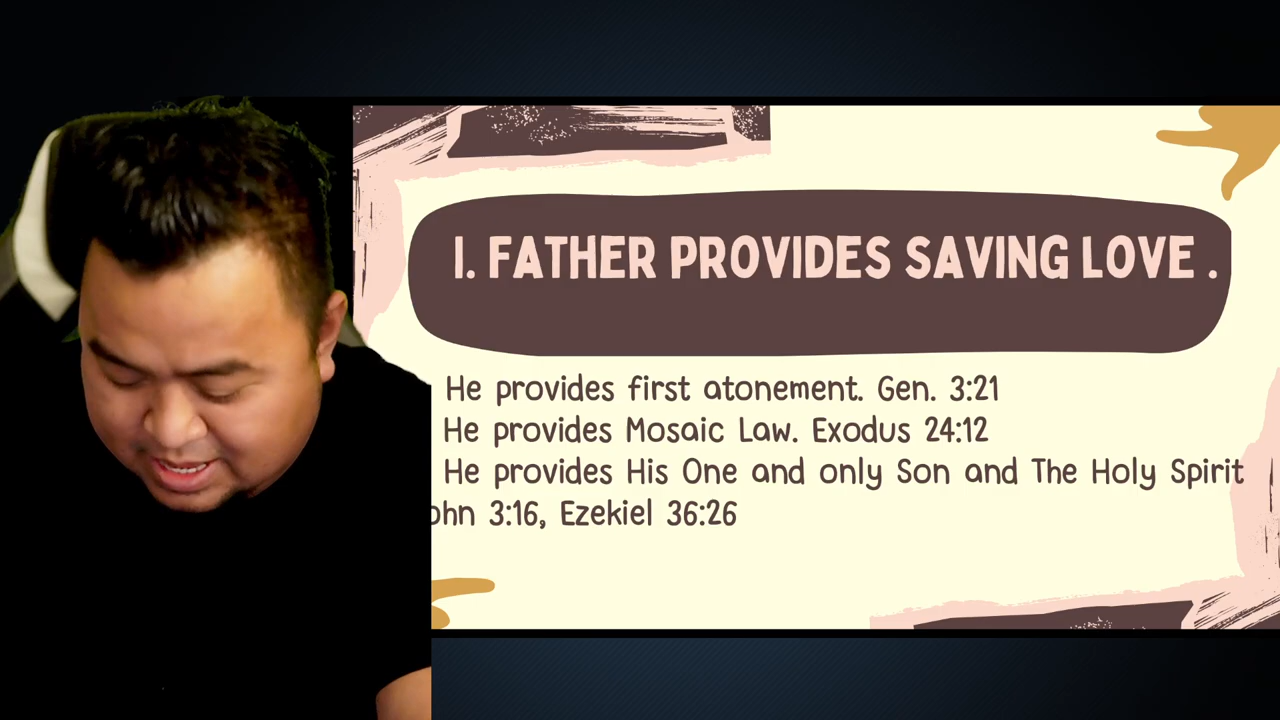 I. FATHER PROVIDES SAVING LOVE .
He provides first atonement. Gen. 3:21
He provides Mosaic Law. Exodus 24:12
He provides His One and only Son and The Holy Spirit
ohn 3:16, Ezekiel 36:26